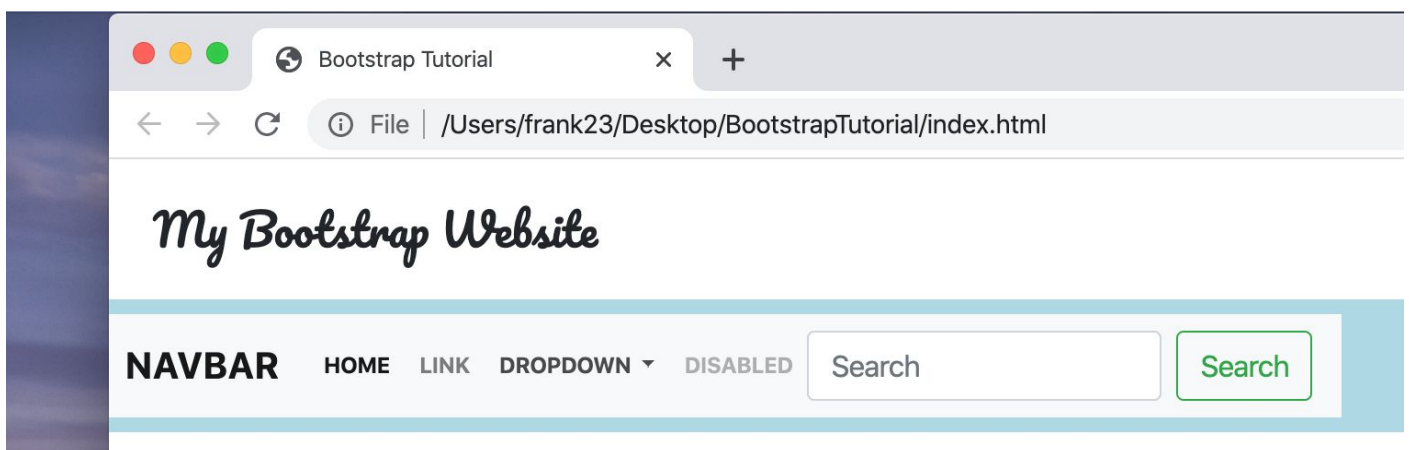 Bootstrap Tutorial
File | /Users/frank23/Desktop/BootstrapTutorial/index.html
My Bootstrap Website
NAVBAR HOME LINK DROPDOWN DISABLED Search Search